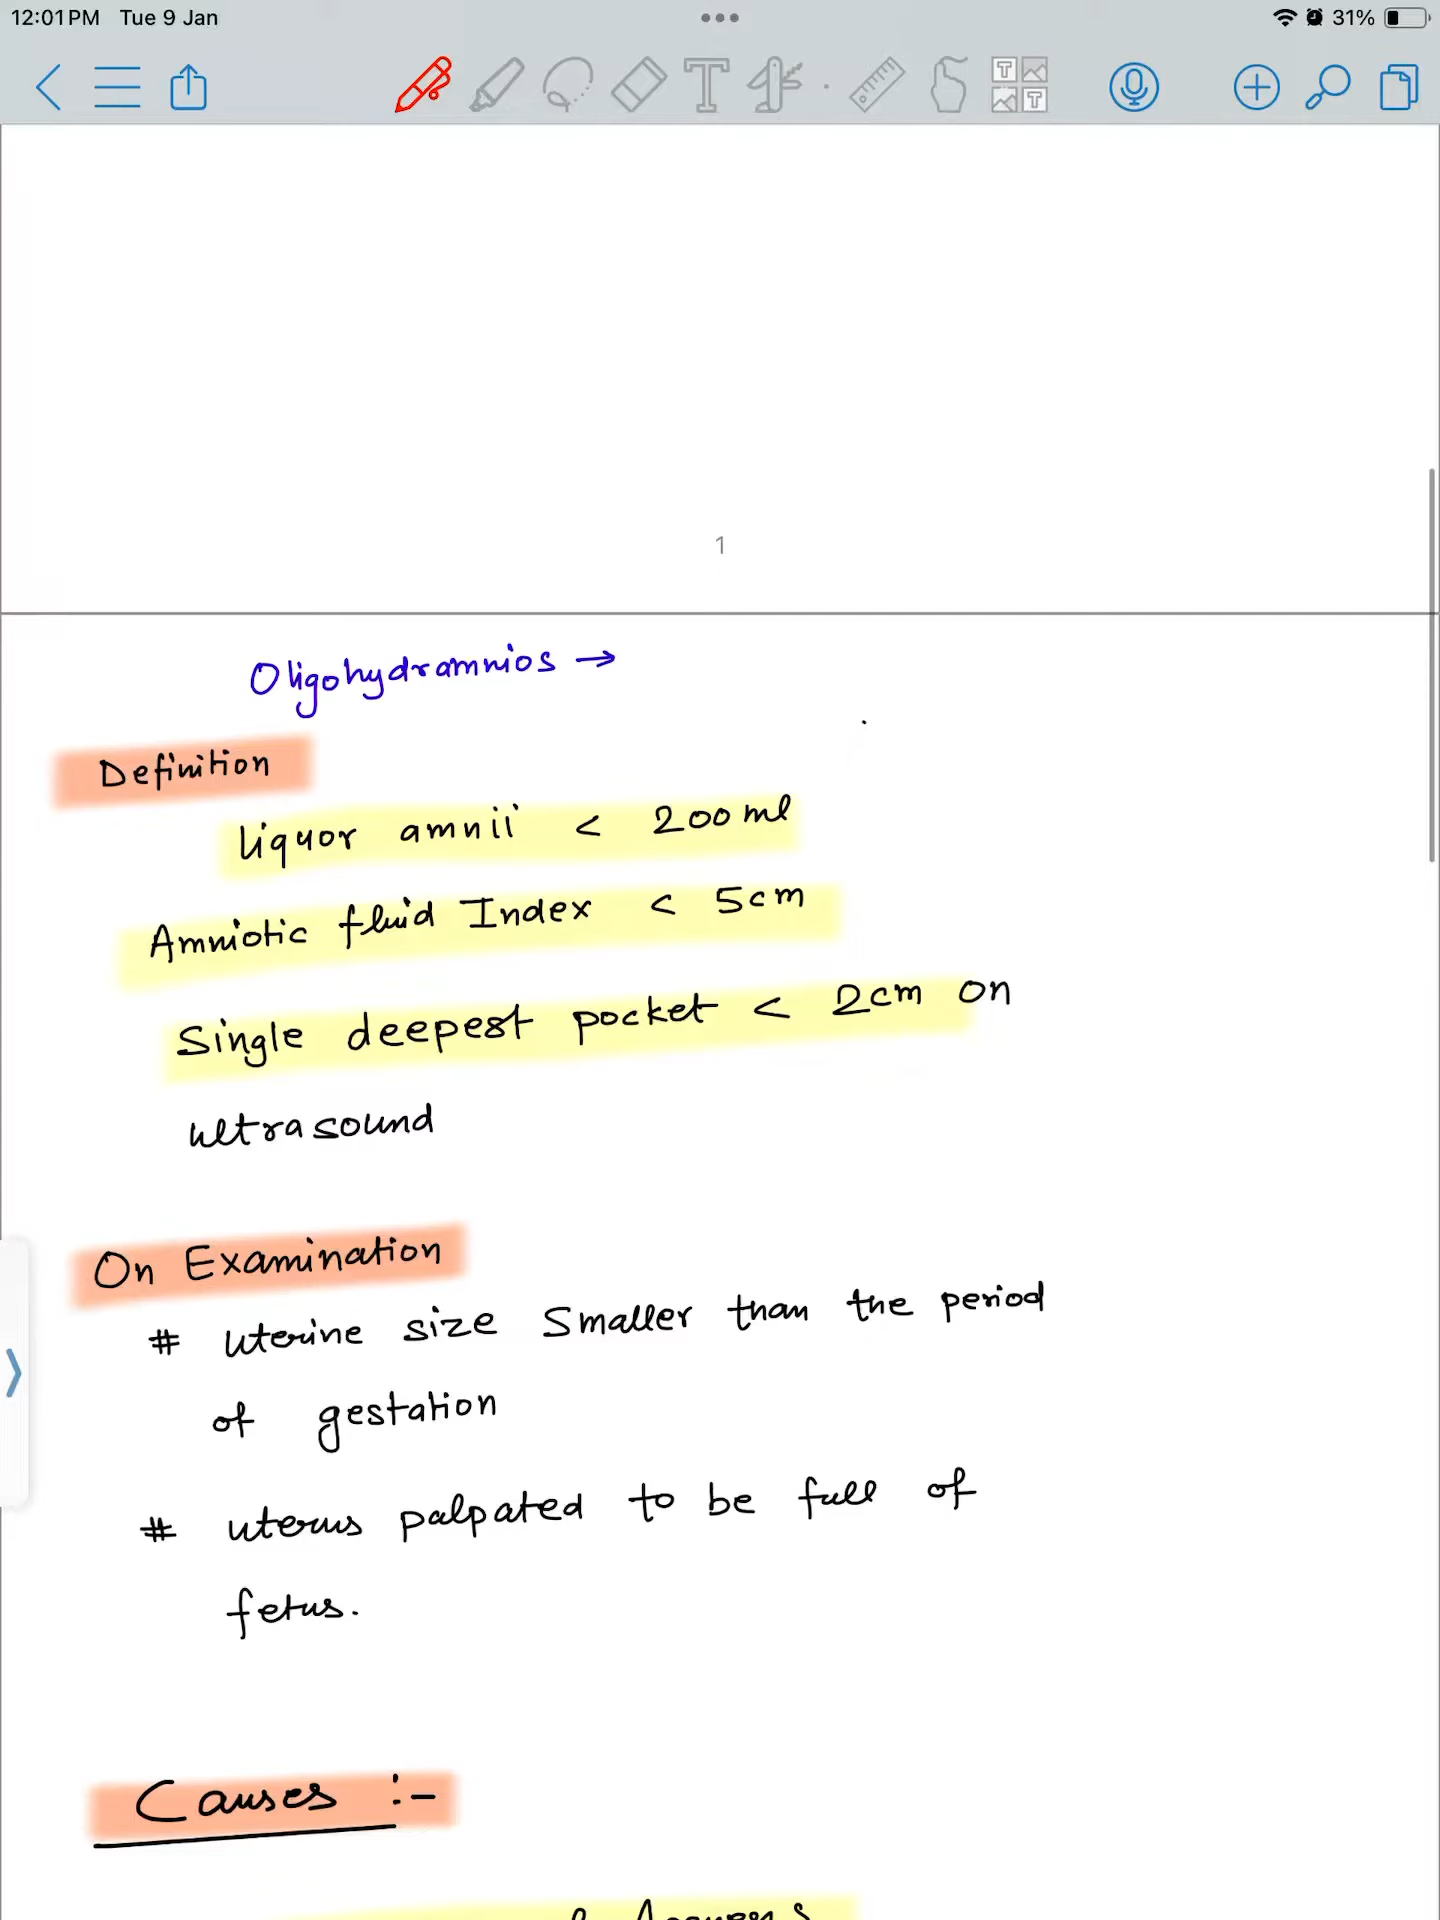 12:01 PM Tue 9 Jan
31%
1
Oligohydramnios →
Definition
liquor amnii < 200 ml
Amniotic fluid Index < 5cm
Single deepest pocket < 2cm on
ultrasound
On Examination
# uterine size smaller than the period
of gestation
# uterus palpated to be full of
fetus.
Causes :-